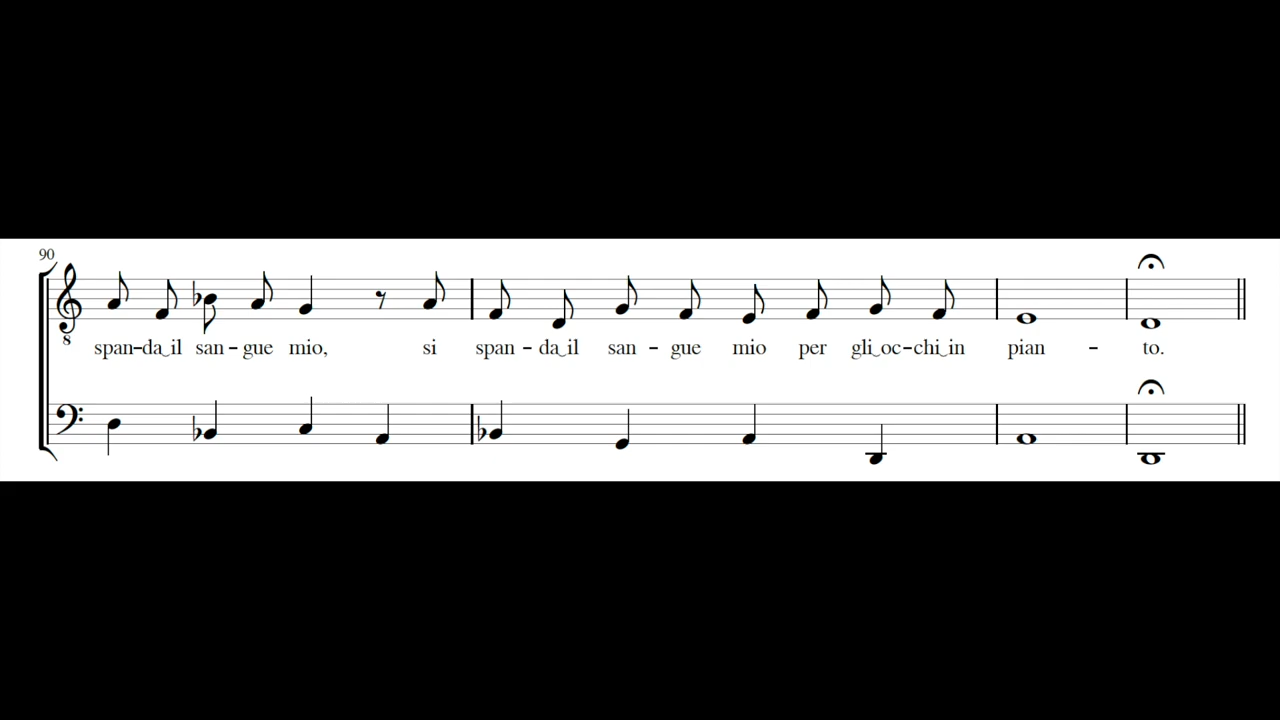 90
8
span–da‿il san–gue mio, si span–da‿il san–gue mio per gli‿oc–chi‿in pian–to.